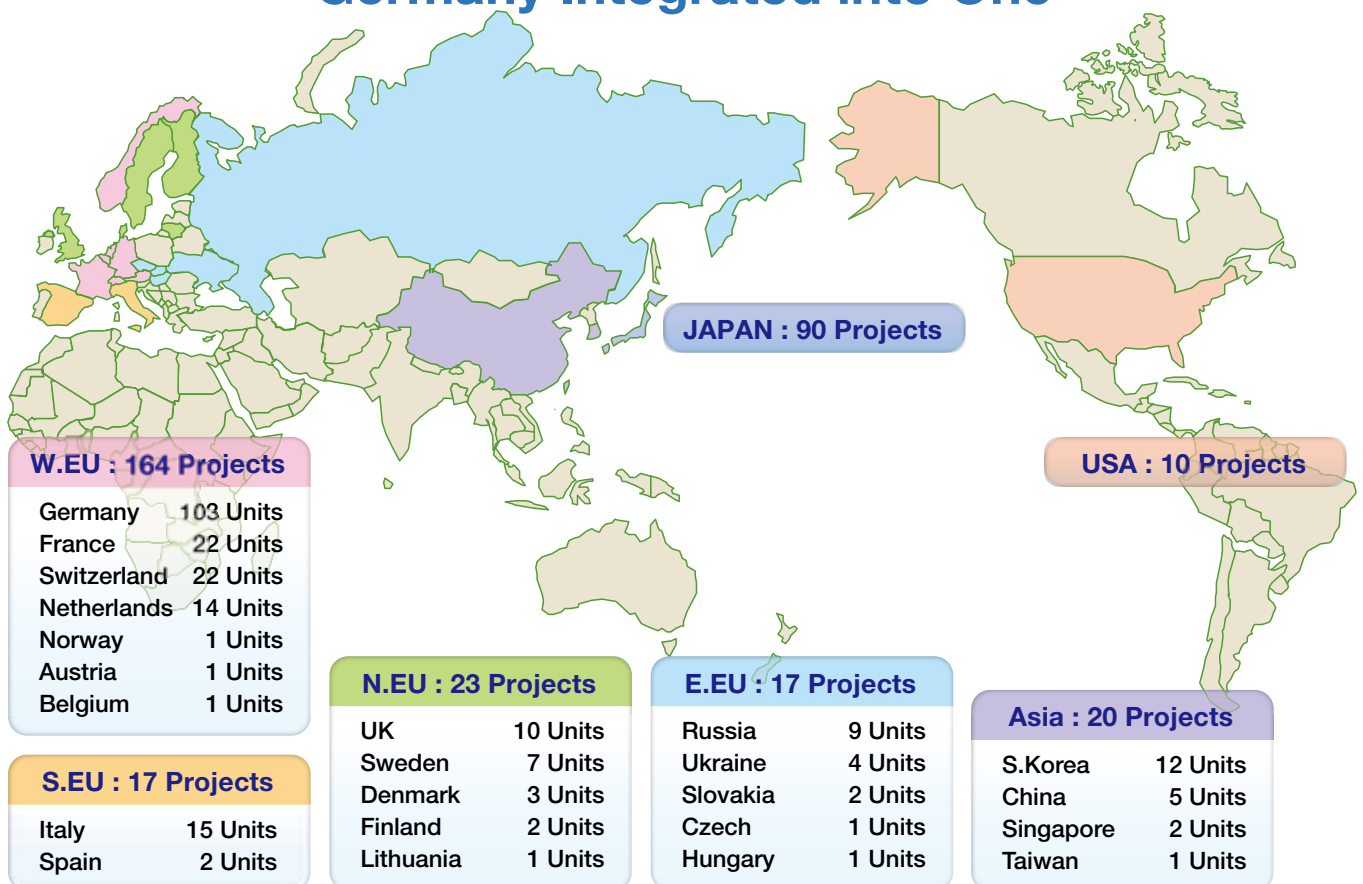 Germany Integrated into One
JAPAN : 90 Projects
USA : 10 Projects
W.EU : 164 Projects
Germany 103 Units
France 22 Units
Switzerland 22 Units
Netherlands 14 Units
Norway 1 Units
Austria 1 Units
Belgium 1 Units
S.EU : 17 Projects
Italy 15 Units
Spain 2 Units
N.EU : 23 Projects
UK 10 Units
Sweden 7 Units
Denmark 3 Units
Finland 2 Units
Lithuania 1 Units
E.EU : 17 Projects
Russia 9 Units
Ukraine 4 Units
Slovakia 2 Units
Czech 1 Units
Hungary 1 Units
Asia : 20 Projects
S.Korea 12 Units
China 5 Units
Singapore 2 Units
Taiwan 1 Units